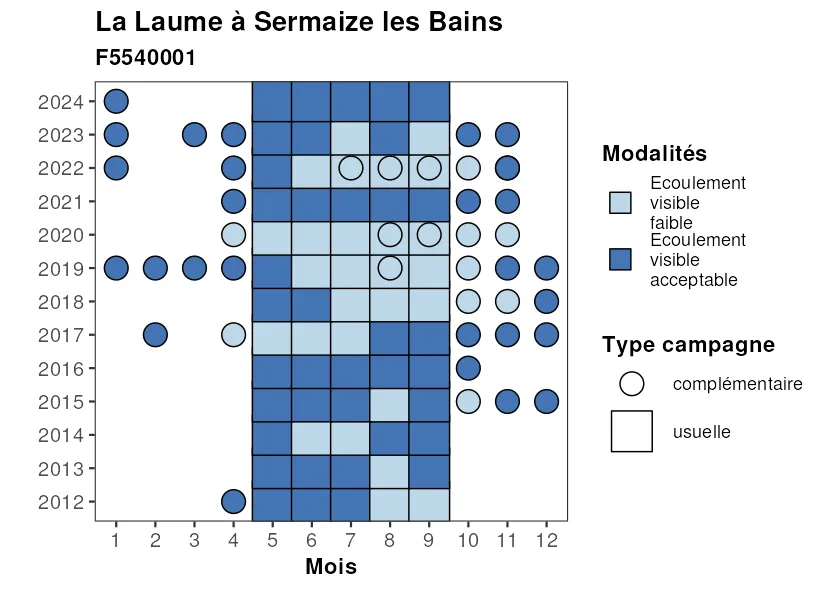 La Laume à Sermaize les Bains
F5540001
2024
2023
2022
2021
2020
2019
2018
2017
2016
2015
2014
2013
2012
1 2 3 4 5 6 7 8 9 10 11 12
Mois
Modalités
Ecoulement
visible
faible
Ecoulement
visible
acceptable
Type campagne
complémentaire
usuelle